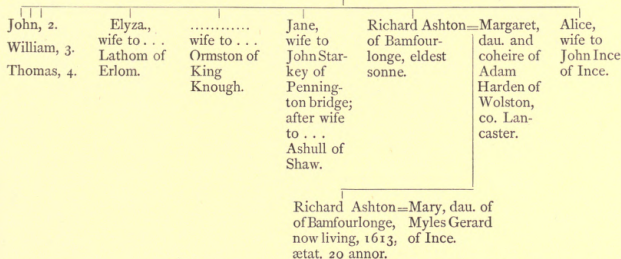 John, 2.
William, 3.
Thomas, 4.
Elyza.,
wife to . . .
Lathom of
Erlom.
............
wife to . . .
Ormston of
King
Knough.
Jane,
wife to
John Star-
key of
Penning-
ton bridge;
after wife
to . . .
Ashull of
Shaw.
Richard Ashton=Margaret,
of Bamfour-
longe, eldest
sonne.
dau. and
coheire of
Adam
Harden of
Wolston,
co. Lan-
caster.
Alice,
wife to
John Ince
of Ince.
Richard Ashton=Mary, dau. of
of Bamfourlonge, Myles Gerard
now living, 1613, of Ince.
ætat. 20 annor.